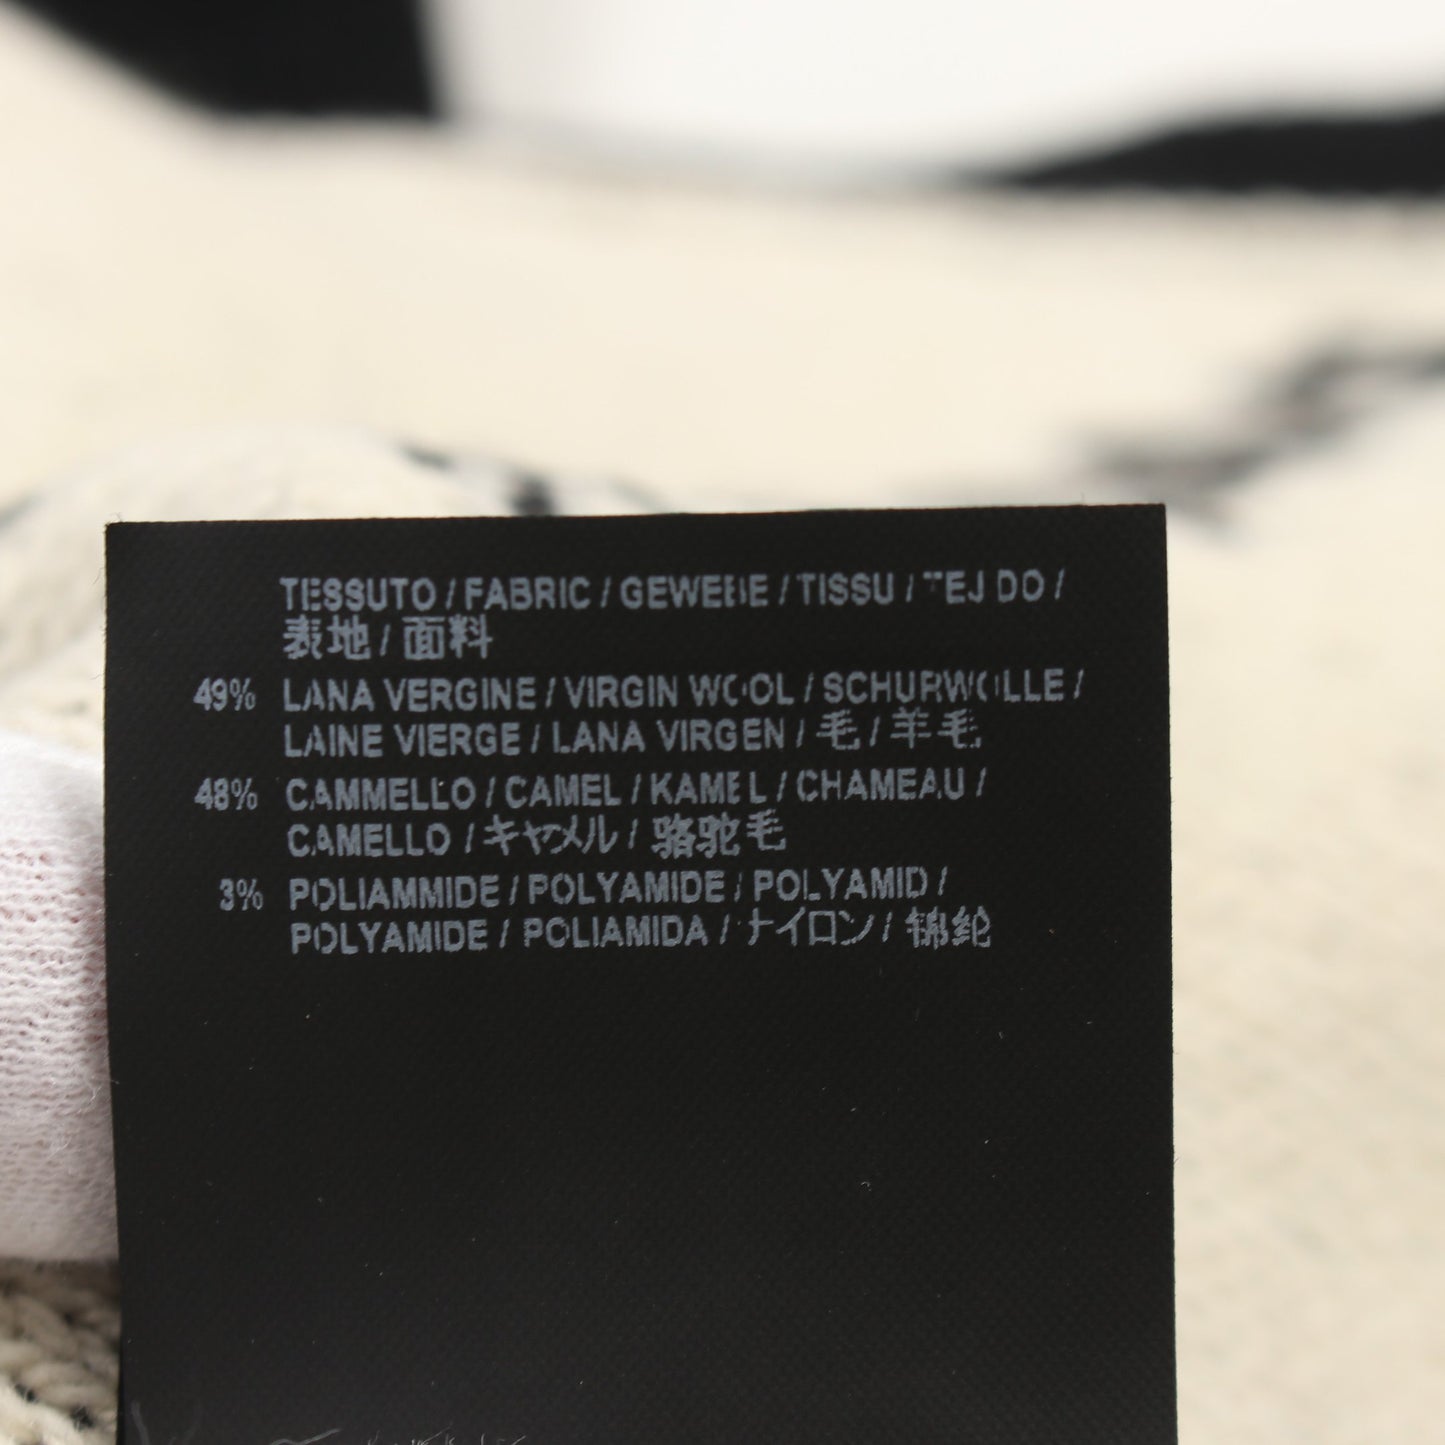 TESSUTO / FABRIC / GEWEBE / TISSU / TEJIDO /
表地 / 面料
49% LANA VERGINE / VIRGIN WOOL / SCHURWOLLE /
LAINE VIERGE / LANA VIRGEN / 毛 / 羊毛
48% CAMMELLO / CAMEL / KAMEL / CHAMEAU /
CAMELLO / キャメル / 骆驼毛
3% POLIAMMIDE / POLYAMIDE / POLYAMID /
POLYAMIDE / POLIAMIDA / ナイロン / 锦纶